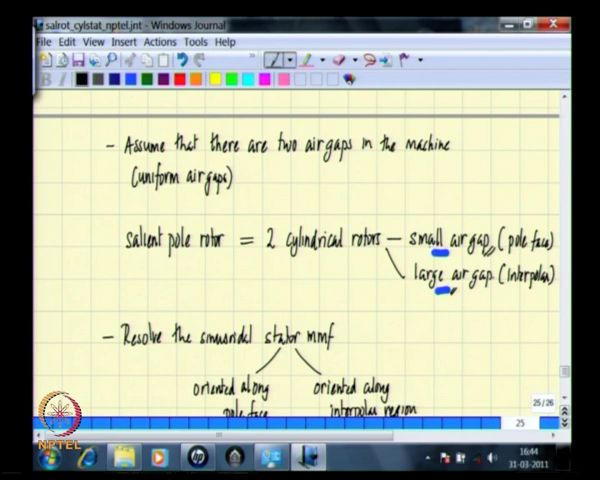 salrot_cylstat_nptel.jnt - Windows Journal
File Edit View Insert Actions Tools Help
- Assume that there are two airgaps in the machine
(uniform airgaps)
salient pole rotor = 2 cylindrical rotors - small airgap (pole face)
large airgap (interpolar)
- Resolve the sinusoidal stator mmf
oriented along oriented along
pole face interpolar region
25/26
25
NPTEL
16:44
31-03-2011